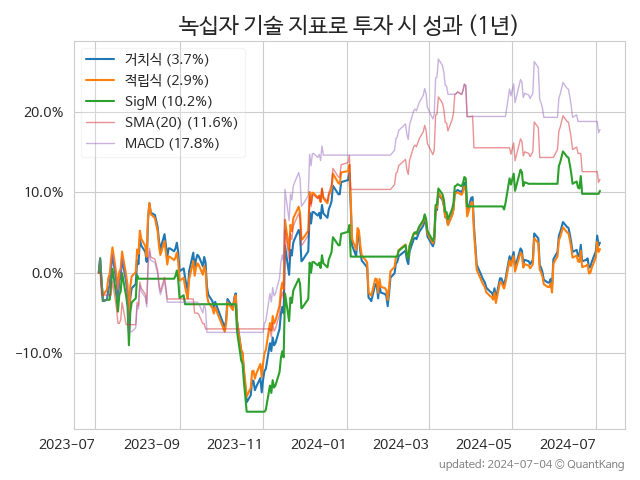 녹십자 기술 지표로 투자 시 성과 (1년)
거치식 (3.7%)
적립식 (2.9%)
SigM (10.2%)
SMA(20) (11.6%)
MACD (17.8%)
20.0%
10.0%
0.0%
−10.0%
2023-07
2023-09
2023-11
2024-01
2024-03
2024-05
2024-07
updated: 2024-07-04 © QuantKang